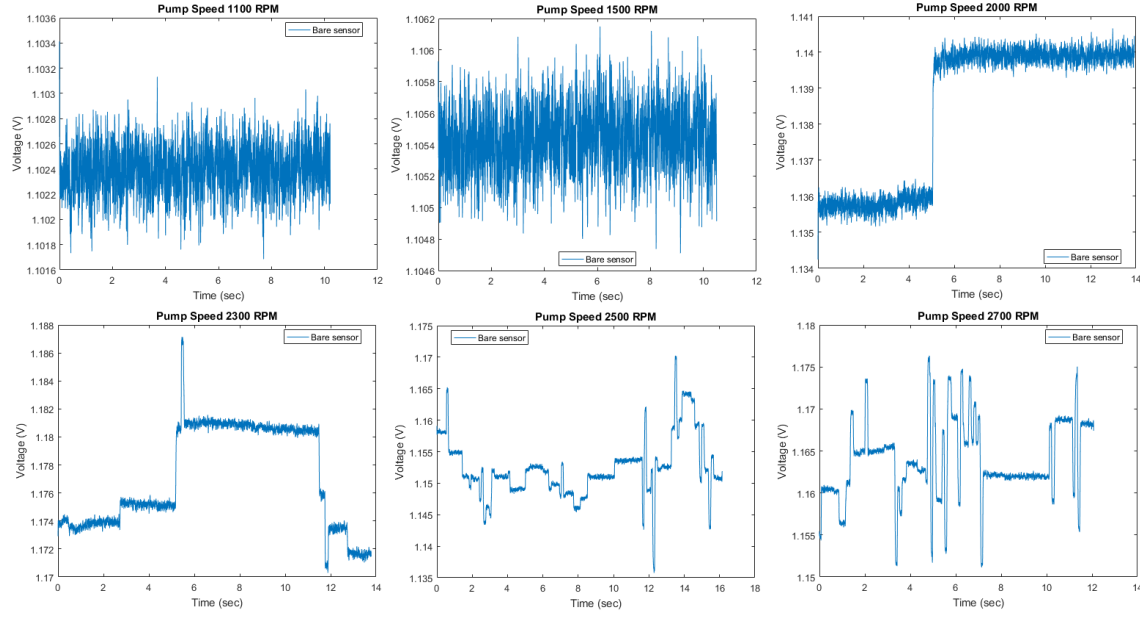 Pump Speed 1100 RPM
Bare sensor
1.1036
1.1034
1.1032
1.103
1.1028
1.1026
1.1024
1.1022
1.102
1.1018
1.1016
Voltage (V)
0 2 4 6 8 10 12
Time (sec)
Pump Speed 1500 RPM
1.1062
1.106
1.1058
1.1056
1.1054
1.1052
1.105
1.1048
1.1046
Voltage (V)
Bare sensor
0 2 4 6 8 10 12
Time (sec)
Pump Speed 2000 RPM
1.141
1.14
1.139
1.138
1.137
1.136
1.135
1.134
Voltage (V)
Bare sensor
0 2 4 6 8 10 12 14
Time (sec)
Pump Speed 2300 RPM
Bare sensor
1.188
1.186
1.184
1.182
1.18
1.178
1.176
1.174
1.172
1.17
Voltage (V)
0 2 4 6 8 10 12 14
Time (sec)
Pump Speed 2500 RPM
Bare sensor
1.175
1.17
1.165
1.16
1.155
1.15
1.145
1.14
1.135
Voltage (V)
0 2 4 6 8 10 12 14 16 18
Time (sec)
Pump Speed 2700 RPM
Bare sensor
1.18
1.175
1.17
1.165
1.16
1.155
1.15
Voltage (V)
0 2 4 6 8 10 12 14
Time (sec)